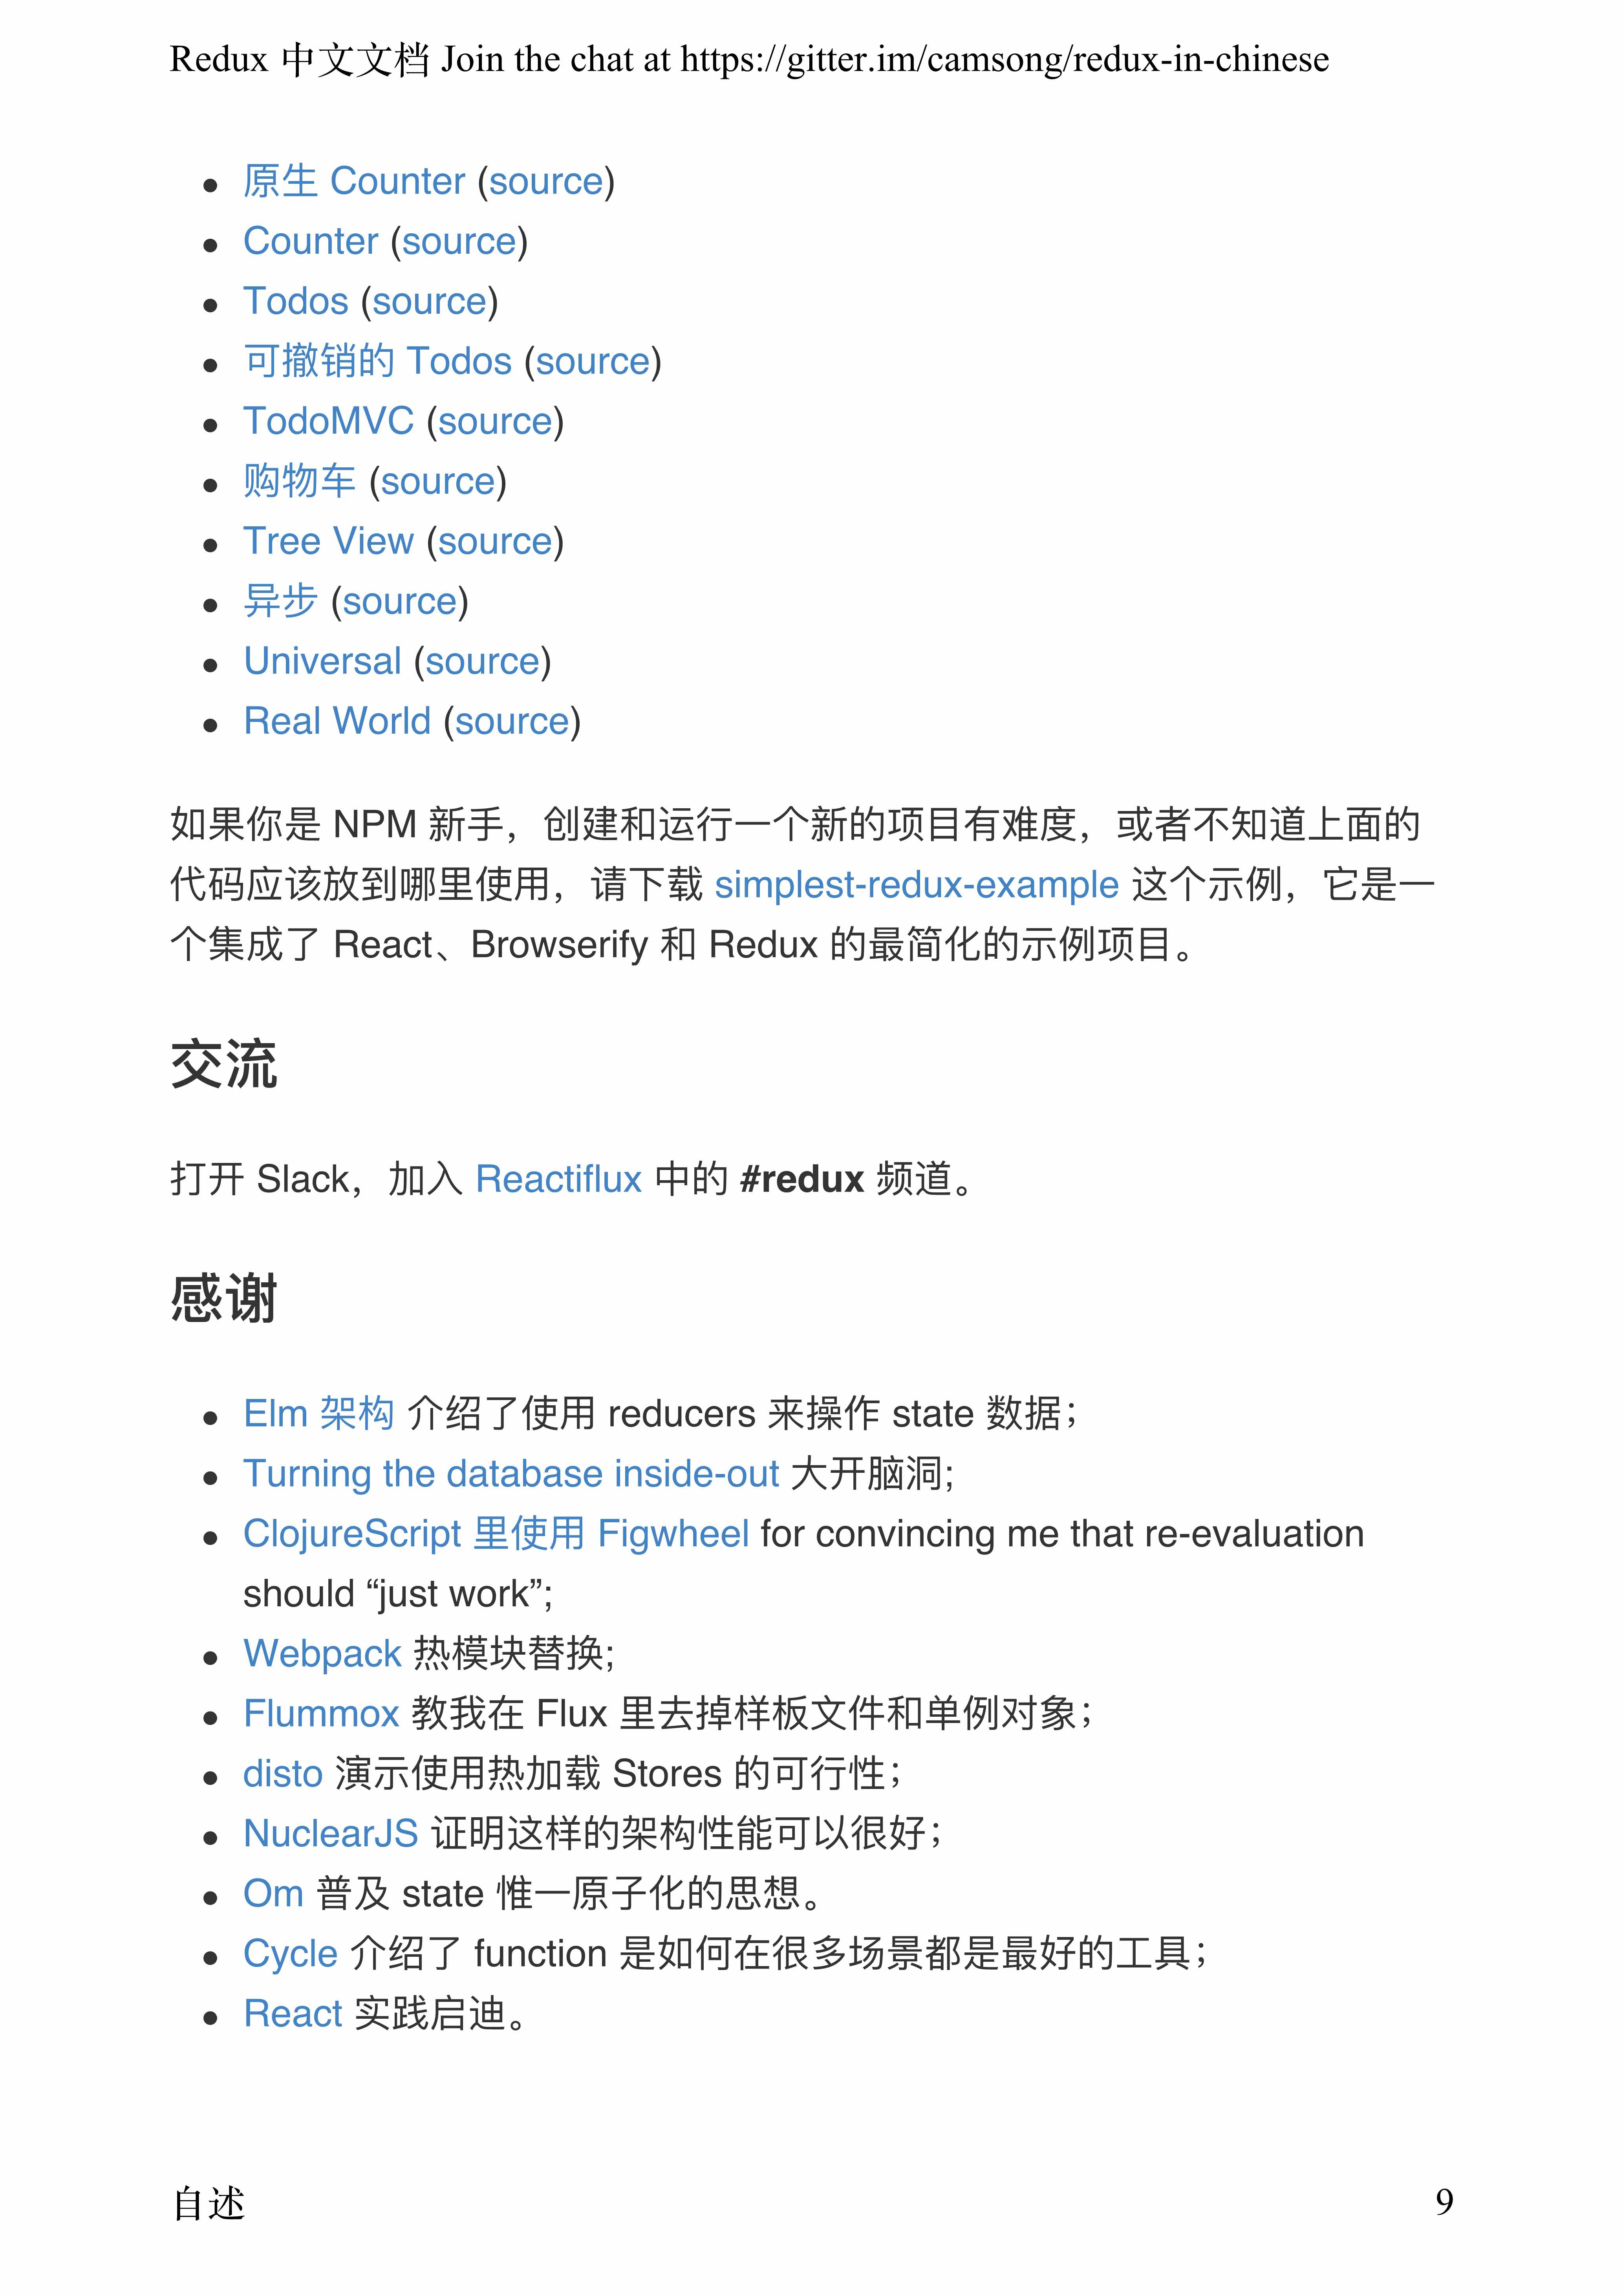 Redux 中文文档 Join the chat at https://gitter.im/camsong/redux-in-chinese
• 原生 Counter (source)
• Counter (source)
• Todos (source)
• 可撤销的 Todos (source)
• TodoMVC (source)
• 购物车 (source)
• Tree View (source)
• 异步 (source)
• Universal (source)
• Real World (source)
如果你是 NPM 新手，创建和运行一个新的项目有难度，或者不知道上面的
代码应该放到哪里使用，请下载 simplest-redux-example 这个示例，它是一
个集成了 React、Browserify 和 Redux 的最简化的示例项目。
交流
打开 Slack，加入 Reactiflux 中的 #redux 频道。
感谢
• Elm 架构 介绍了使用 reducers 来操作 state 数据；
• Turning the database inside-out 大开脑洞;
• ClojureScript 里使用 Figwheel for convincing me that re-evaluation
should “just work”;
• Webpack 热模块替换;
• Flummox 教我在 Flux 里去掉样板文件和单例对象；
• disto 演示使用热加载 Stores 的可行性；
• NuclearJS 证明这样的架构性能可以很好；
• Om 普及 state 惟一原子化的思想。
• Cycle 介绍了 function 是如何在很多场景都是最好的工具；
• React 实践启迪。
自述 9